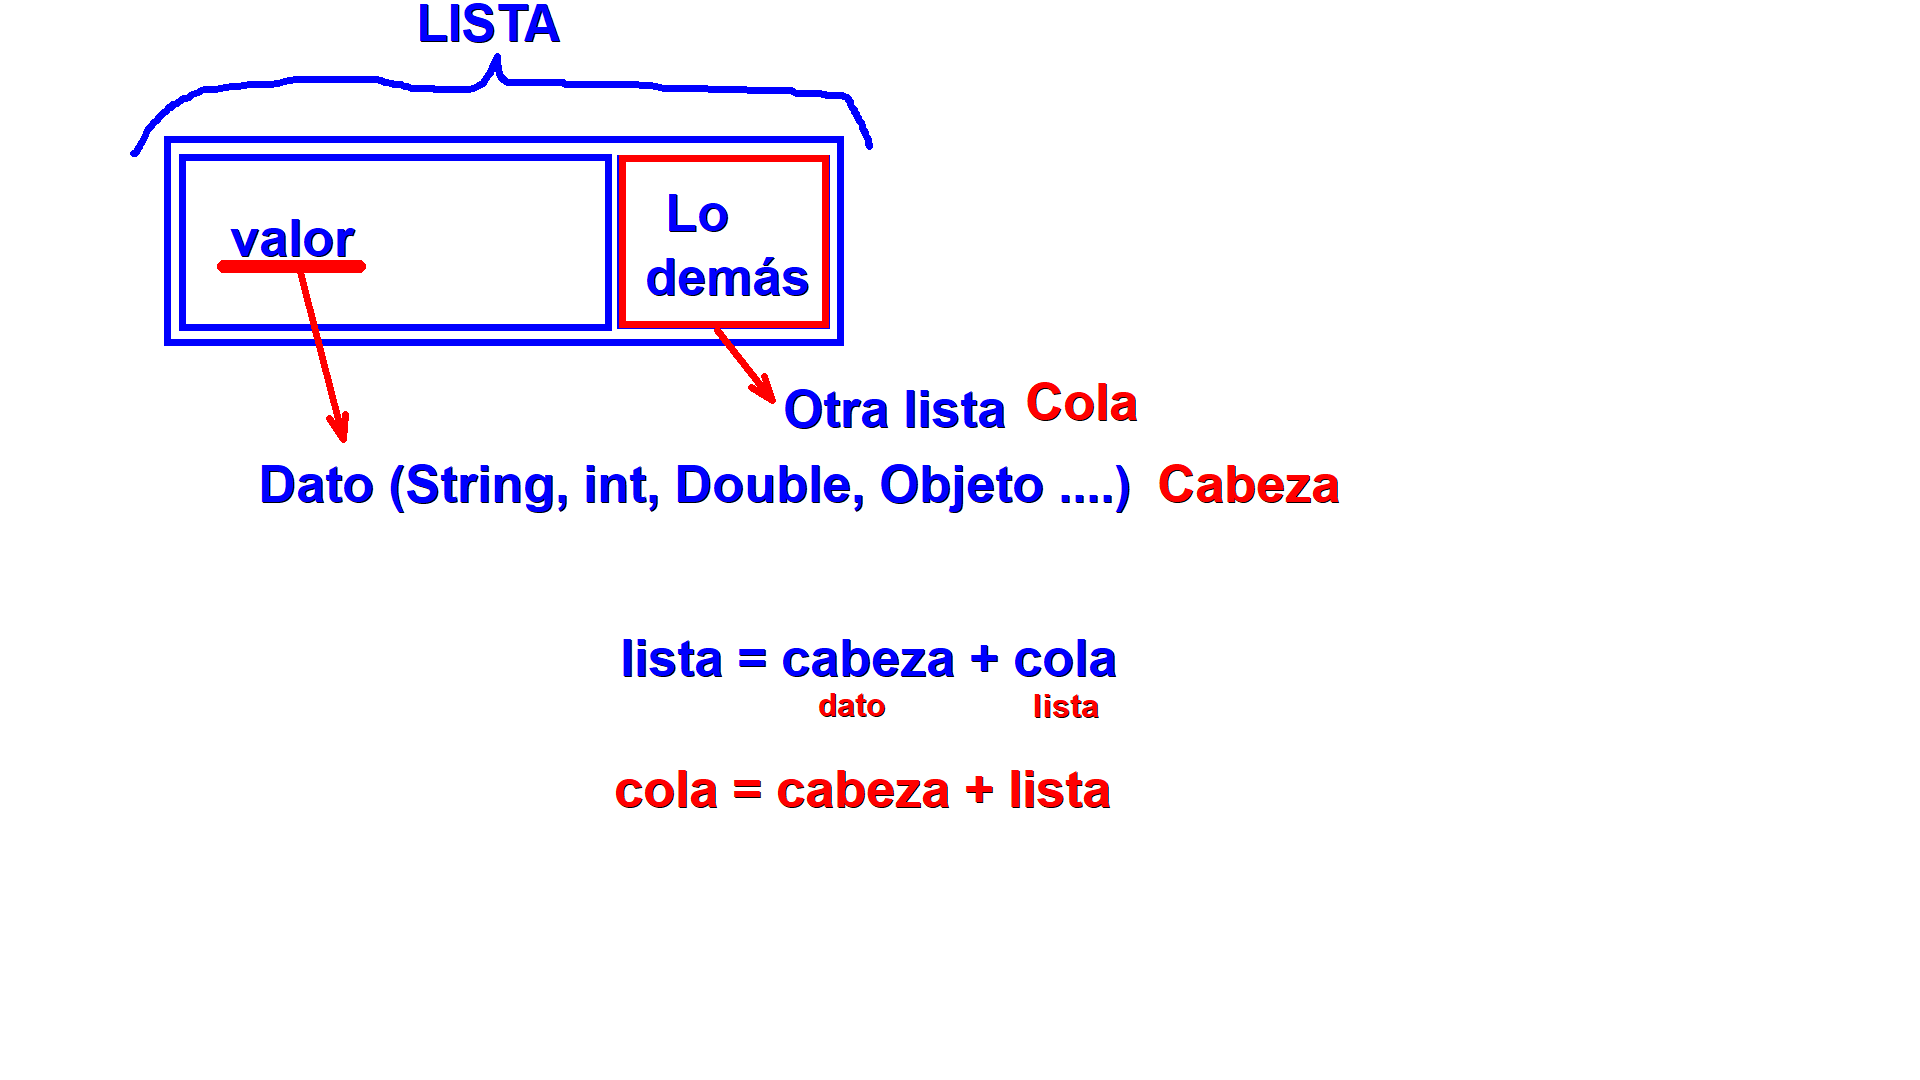 LISTA
valor
Lo
demás
Otra lista Cola
Dato (String, int, Double, Objeto ....) Cabeza
lista = cabeza + cola
dato lista
cola = cabeza + lista